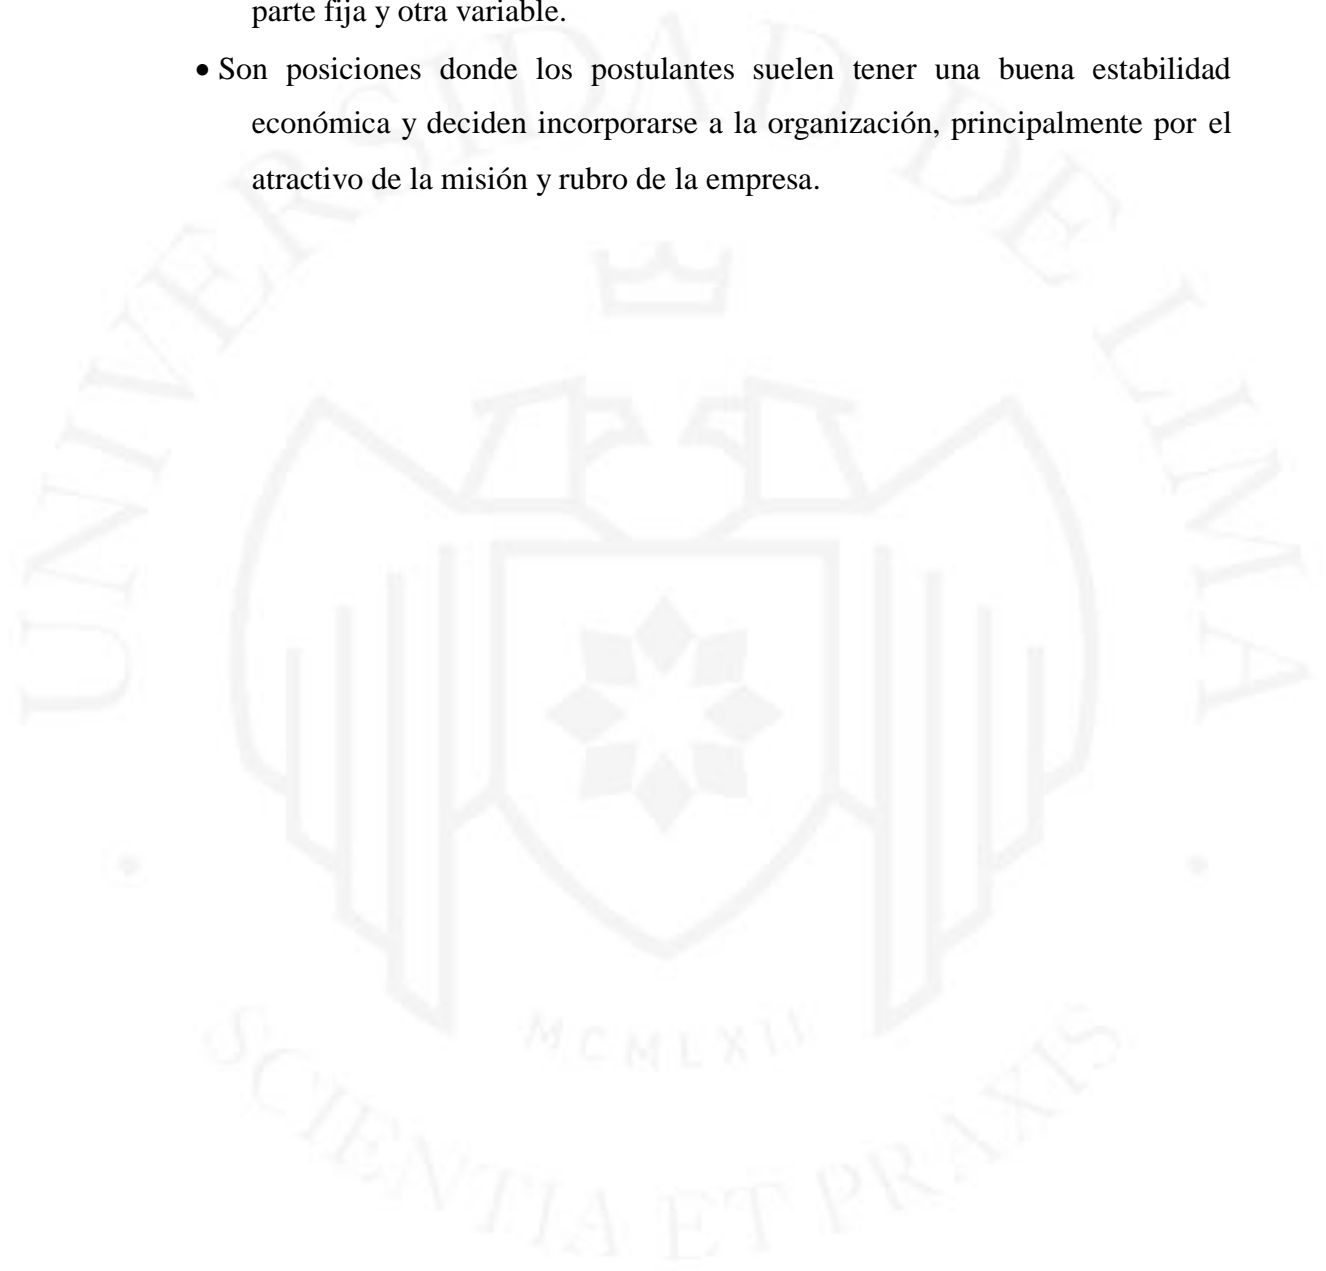 parte fija y otra variable.
• Son posiciones donde los postulantes suelen tener una buena estabilidad
económica y deciden incorporarse a la organización, principalmente por el
atractivo de la misión y rubro de la empresa.
UNIVERSIDAD DE LIMA
MCMLXII
SCIENTIA ET PRAXIS